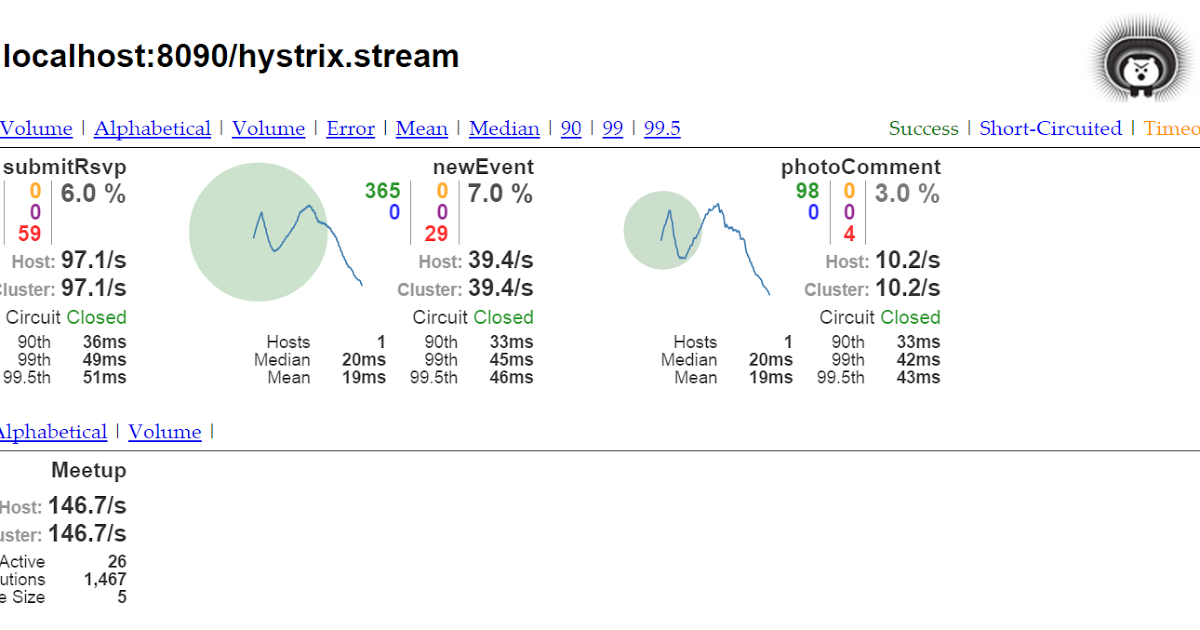 localhost:8090/hystrix.stream
Volume | Alphabetical | Volume | Error | Mean | Median | 90 | 99 | 99.5
Success | Short-Circuited |
submitRsvp
0 6.0 %
0
59
Host: 97.1/s
97.1/s
Circuit Closed
90th 36ms
99th 49ms
99.5th 51ms
newEvent
365 0 7.0 %
0 0
29
Host: 39.4/s
Cluster: 39.4/s
Circuit Closed
Hosts 1 90th 33ms
Median 20ms 99th 45ms
Mean 19ms 99.5th 46ms
photoComment
98 0 3.0 %
0 0
4
Host: 10.2/s
Cluster: 10.2/s
Circuit Closed
Hosts 1 90th 33ms
Median 20ms 99th 42ms
Mean 19ms 99.5th 43ms
Alphabetical | Volume |
Meetup
Host: 146.7/s
146.7/s
Active 26
1,467
Size 5